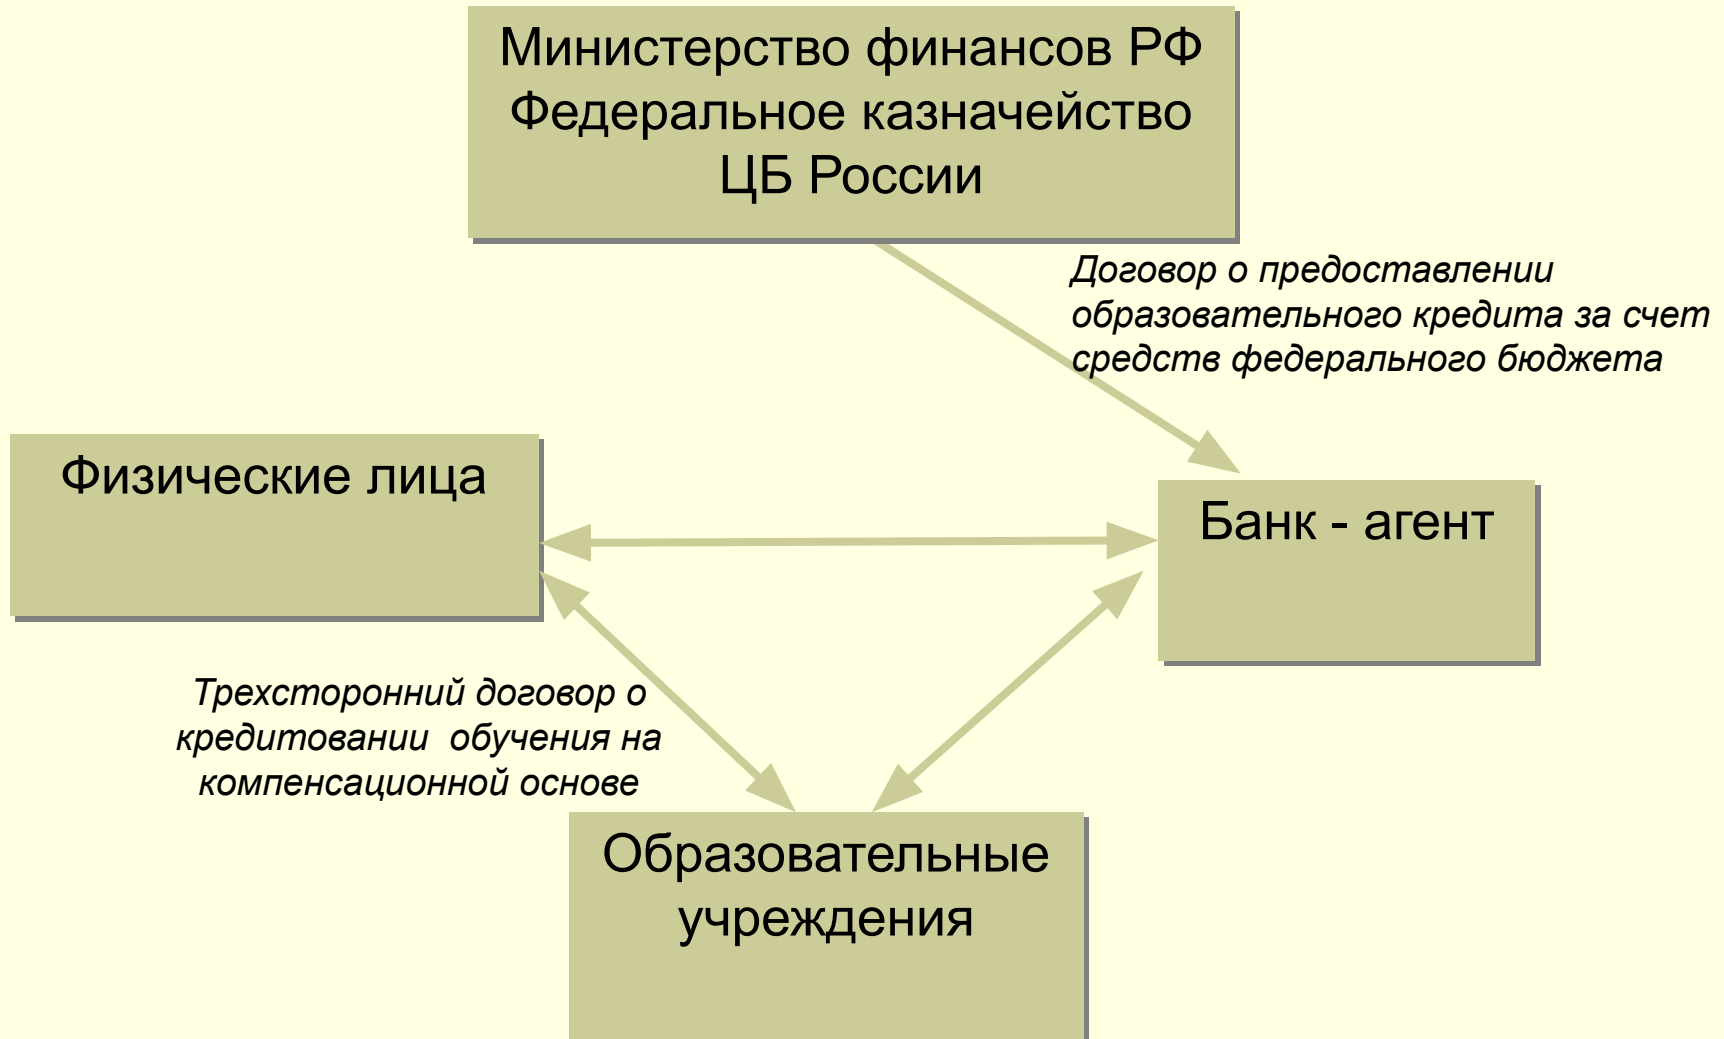 Министерство финансов РФ
Федеральное казначейство
ЦБ России
Договор о предоставлении
образовательного кредита за счет
средств федерального бюджета
Физические лица
Банк - агент
Трехсторонний договор о
кредитовании  обучения на
компенсационной основе
Образовательные
учреждения